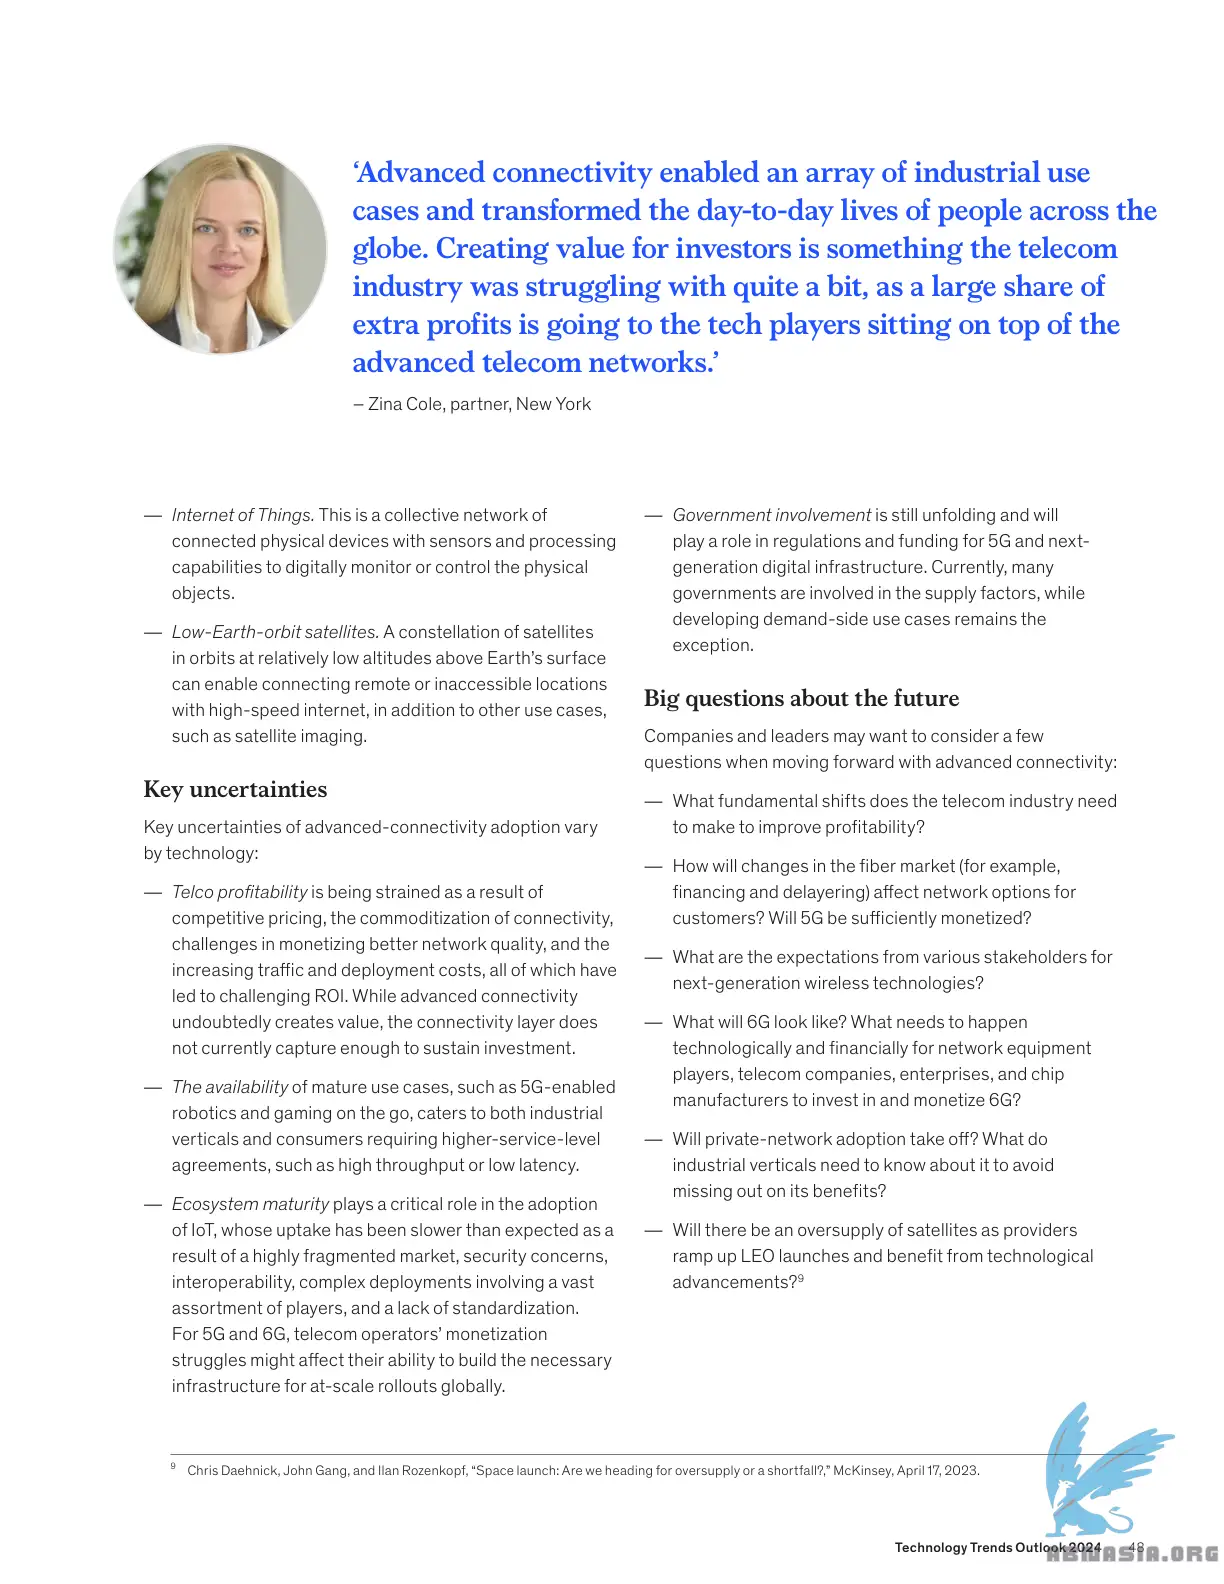 ‘Advanced connectivity enabled an array of industrial use
cases and transformed the day-to-day lives of people across the
globe. Creating value for investors is something the telecom
industry was struggling with quite a bit, as a large share of
extra profits is going to the tech players sitting on top of the
advanced telecom networks.’
– Zina Cole, partner, New York
— Internet of Things. This is a collective network of
connected physical devices with sensors and processing
capabilities to digitally monitor or control the physical
objects.
— Low-Earth-orbit satellites. A constellation of satellites
in orbits at relatively low altitudes above Earth’s surface
can enable connecting remote or inaccessible locations
with high-speed internet, in addition to other use cases,
such as satellite imaging.
Key uncertainties
Key uncertainties of advanced-connectivity adoption vary
by technology:
— Telco profitability is being strained as a result of
competitive pricing, the commoditization of connectivity,
challenges in monetizing better network quality, and the
increasing traffic and deployment costs, all of which have
led to challenging ROI. While advanced connectivity
undoubtedly creates value, the connectivity layer does
not currently capture enough to sustain investment.
— The availability of mature use cases, such as 5G-enabled
robotics and gaming on the go, caters to both industrial
verticals and consumers requiring higher-service-level
agreements, such as high throughput or low latency.
— Ecosystem maturity plays a critical role in the adoption
of IoT, whose uptake has been slower than expected as a
result of a highly fragmented market, security concerns,
interoperability, complex deployments involving a vast
assortment of players, and a lack of standardization.
For 5G and 6G, telecom operators’ monetization
struggles might affect their ability to build the necessary
infrastructure for at-scale rollouts globally.
— Government involvement is still unfolding and will
play a role in regulations and funding for 5G and next-
generation digital infrastructure. Currently, many
governments are involved in the supply factors, while
developing demand-side use cases remains the
exception.
Big questions about the future
Companies and leaders may want to consider a few
questions when moving forward with advanced connectivity:
— What fundamental shifts does the telecom industry need
to make to improve profitability?
— How will changes in the fiber market (for example,
financing and delayering) affect network options for
customers? Will 5G be sufficiently monetized?
— What are the expectations from various stakeholders for
next-generation wireless technologies?
— What will 6G look like? What needs to happen
technologically and financially for network equipment
players, telecom companies, enterprises, and chip
manufacturers to invest in and monetize 6G?
— Will private-network adoption take off? What do
industrial verticals need to know about it to avoid
missing out on its benefits?
— Will there be an oversupply of satellites as providers
ramp up LEO launches and benefit from technological
advancements?⁹
⁹ Chris Daehnick, John Gang, and Ilan Rozenkopf, “Space launch: Are we heading for oversupply or a shortfall?,” McKinsey, April 17, 2023.
Technology Trends Outlook 2024 48
ABWASIA.ORG